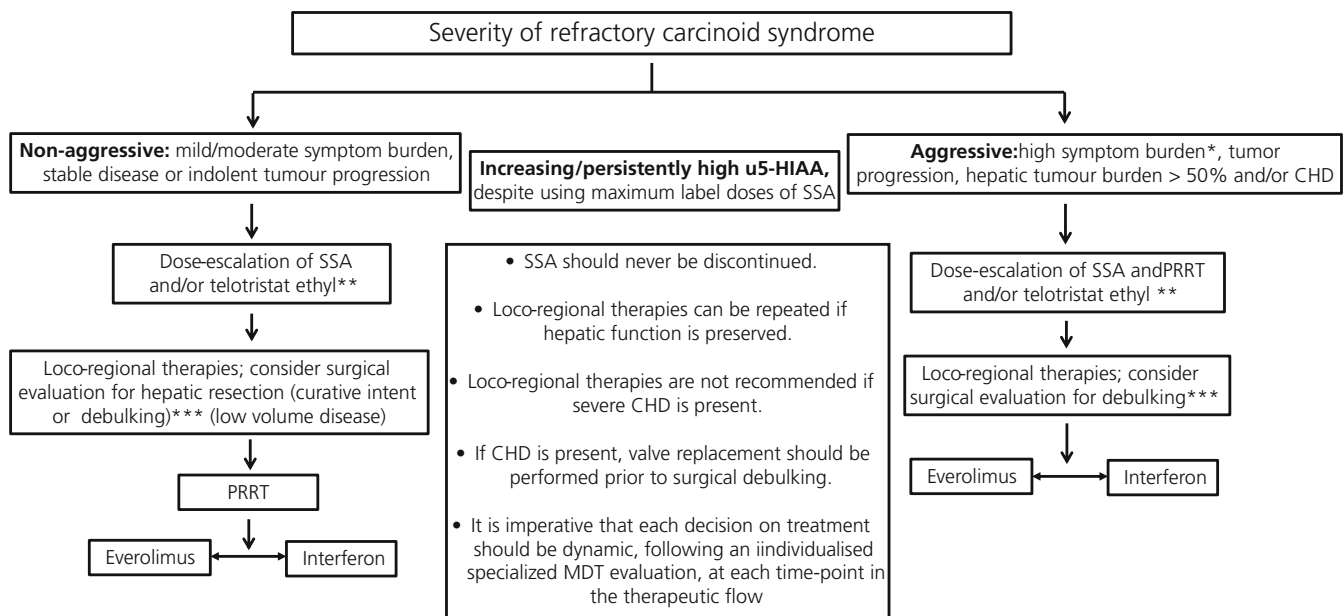 Severity of refractory carcinoid syndrome
Non-aggressive: mild/moderate symptom burden,
stable disease or indolent tumour progression
Dose-escalation of SSA
and/or telotristat ethyl**
Loco-regional therapies; consider surgical
evaluation for hepatic resection (curative intent
or debulking)*** (low volume disease)
PRRT
Everolimus
Interferon
Increasing/persistently high u5-HIAA,
despite using maximum label doses of SSA
• SSA should never be discontinued.
• Loco-regional therapies can be repeated if
hepatic function is preserved.
• Loco-regional therapies are not recommended if
severe CHD is present.
• If CHD is present, valve replacement should be
performed prior to surgical debulking.
• It is imperative that each decision on treatment
should be dynamic, following an iindividualised
specialized MDT evaluation, at each time-point in
the therapeutic flow
Aggressive:high symptom burden*, tumor
progression, hepatic tumour burden > 50% and/or CHD
Dose-escalation of SSA andPRRT
and/or telotristat ethyl **
Loco-regional therapies; consider
surgical evaluation for debulking***
Everolimus
Interferon